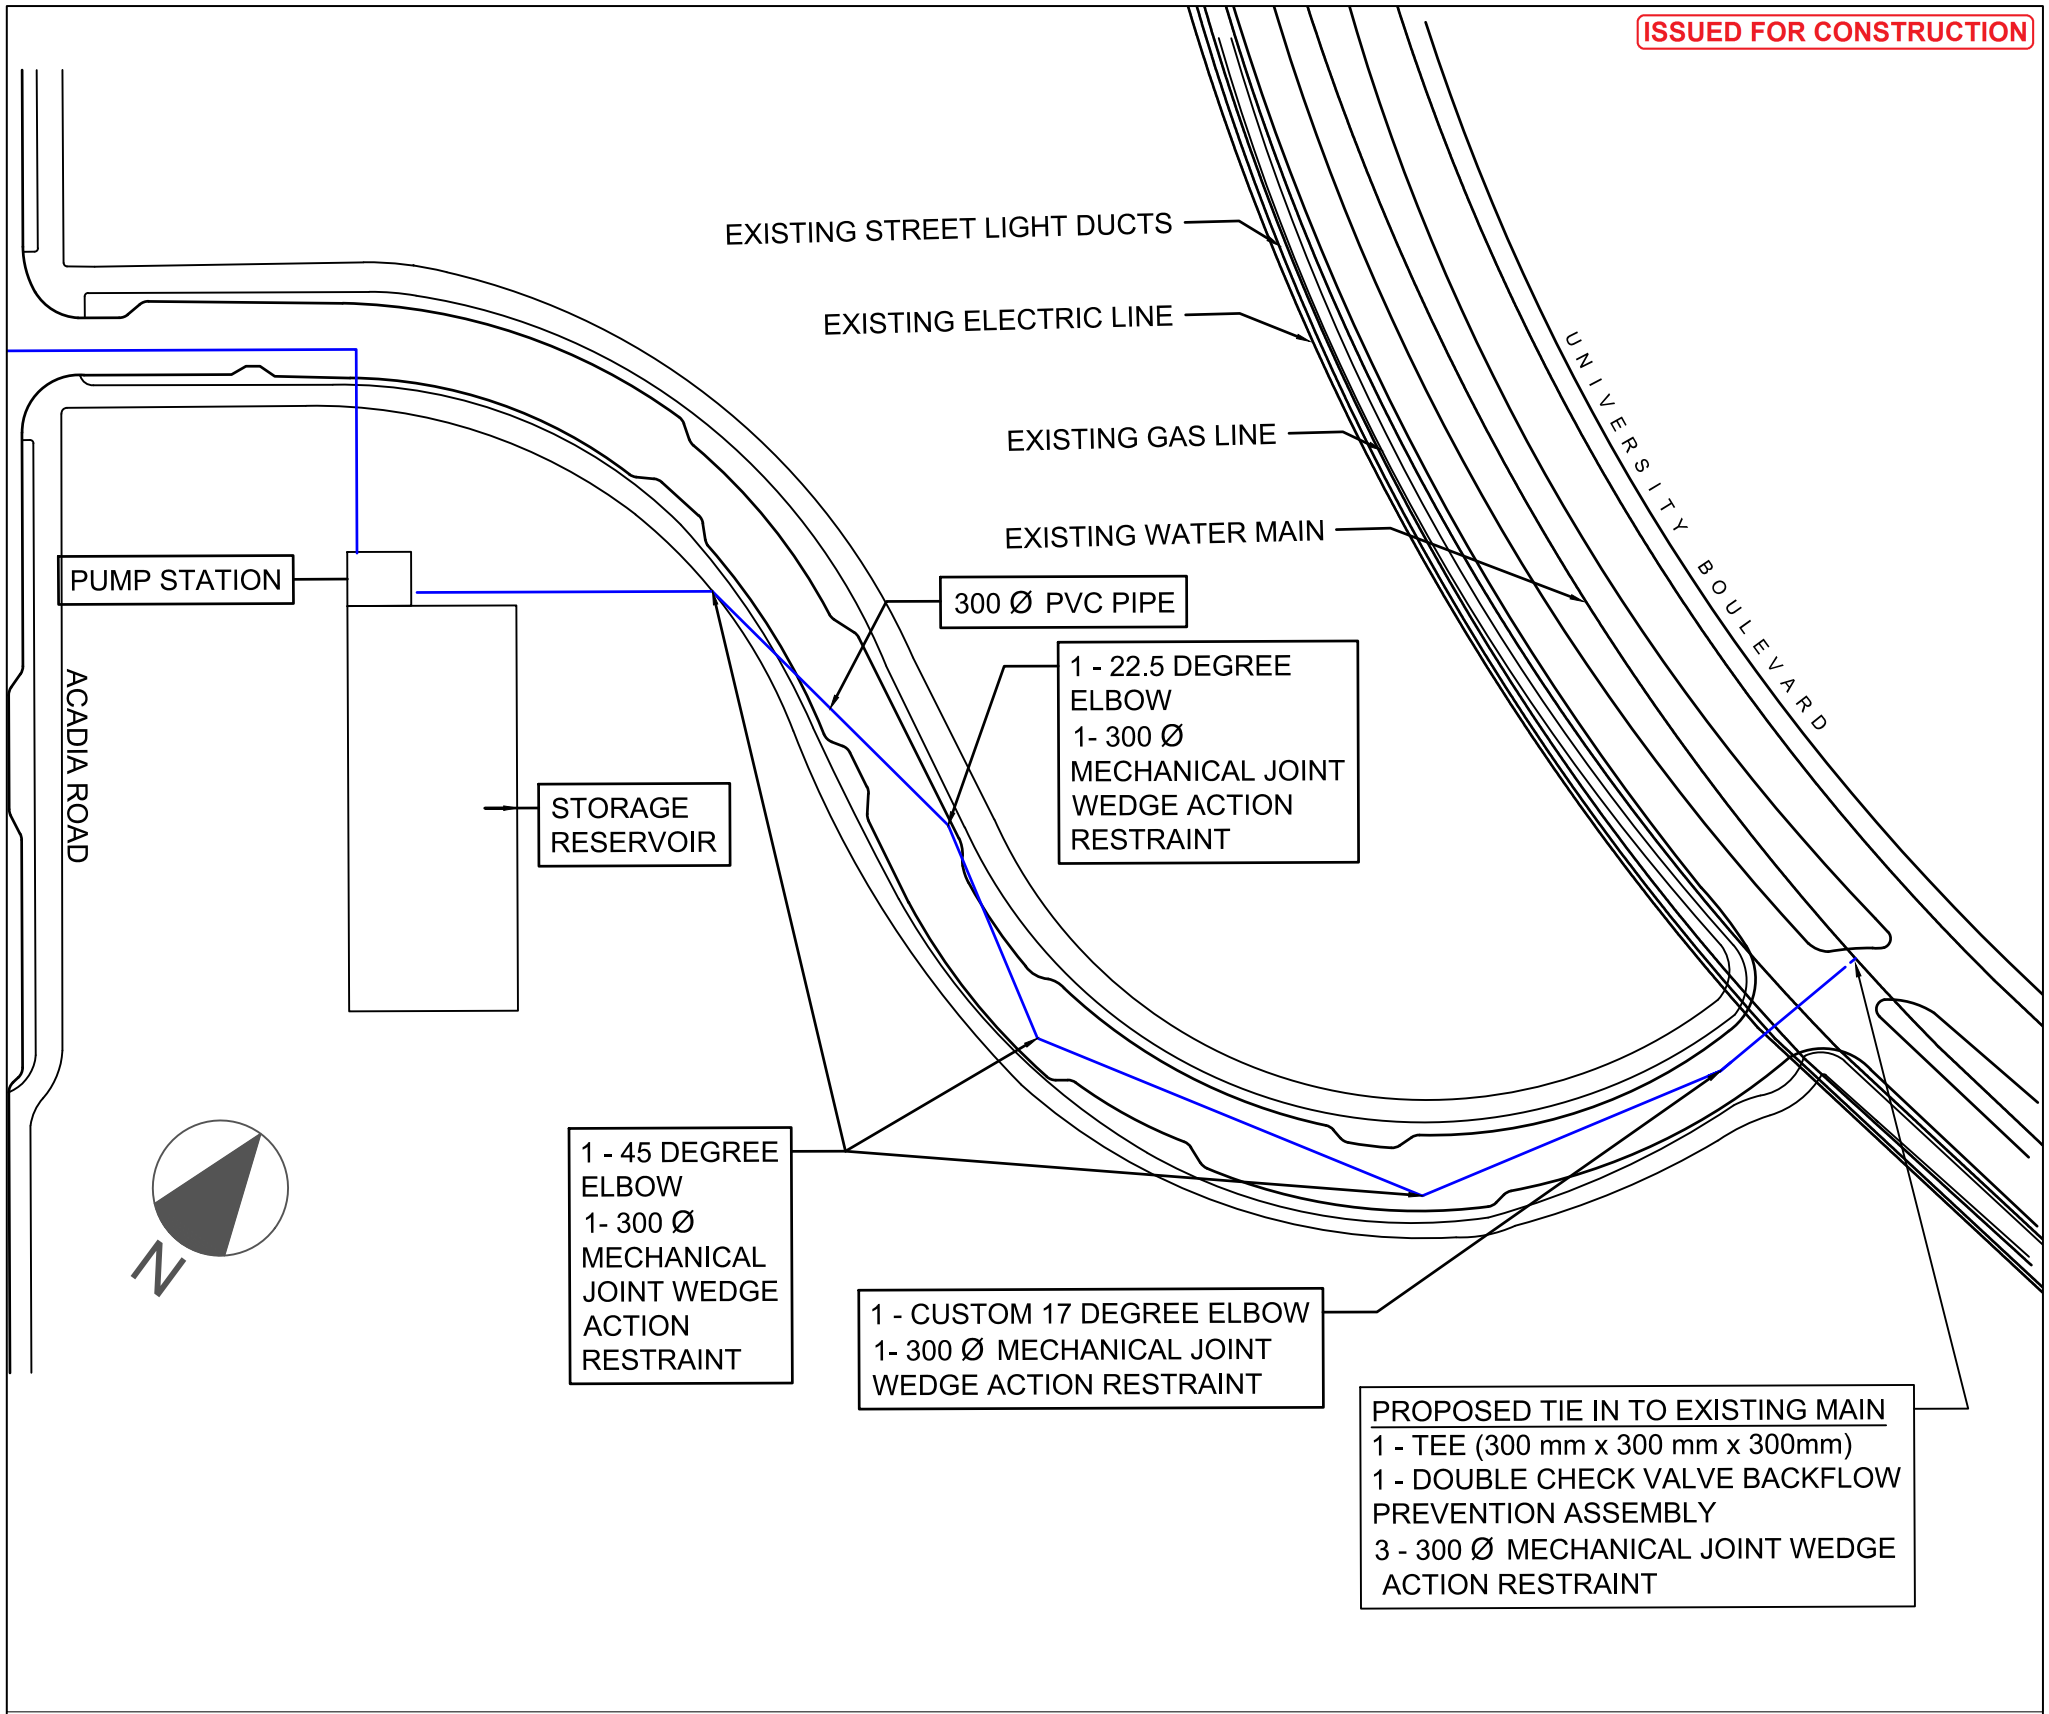 ISSUED FOR CONSTRUCTION
EXISTING STREET LIGHT DUCTS
EXISTING ELECTRIC LINE
UNIVERSITY BOULEVARD
EXISTING GAS LINE
EXISTING WATER MAIN
PUMP STATION
300 Ø PVC PIPE
1 - 22.5 DEGREE
ELBOW
1- 300 Ø
MECHANICAL JOINT
WEDGE ACTION
RESTRAINT
ACADIA ROAD
STORAGE
RESERVOIR
1 - 45 DEGREE
ELBOW
1- 300 Ø
MECHANICAL
JOINT WEDGE
ACTION
RESTRAINT
N
1 - CUSTOM 17 DEGREE ELBOW
1- 300 Ø MECHANICAL JOINT
WEDGE ACTION RESTRAINT
PROPOSED TIE IN TO EXISTING MAIN
1 - TEE (300 mm x 300 mm x 300mm)
1 - DOUBLE CHECK VALVE BACKFLOW
PREVENTION ASSEMBLY
3 - 300 Ø MECHANICAL JOINT WEDGE
ACTION RESTRAINT